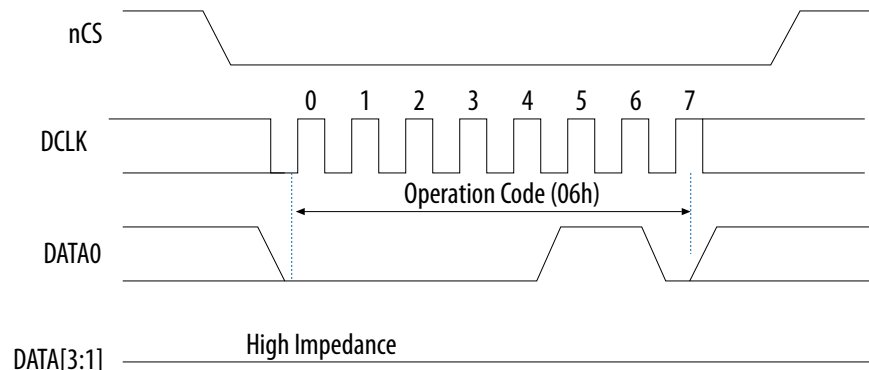 nCS
0 1 2 3 4 5 6 7
DCLK
Operation Code (06h)
DATA0
High Impedance
DATA[3:1]